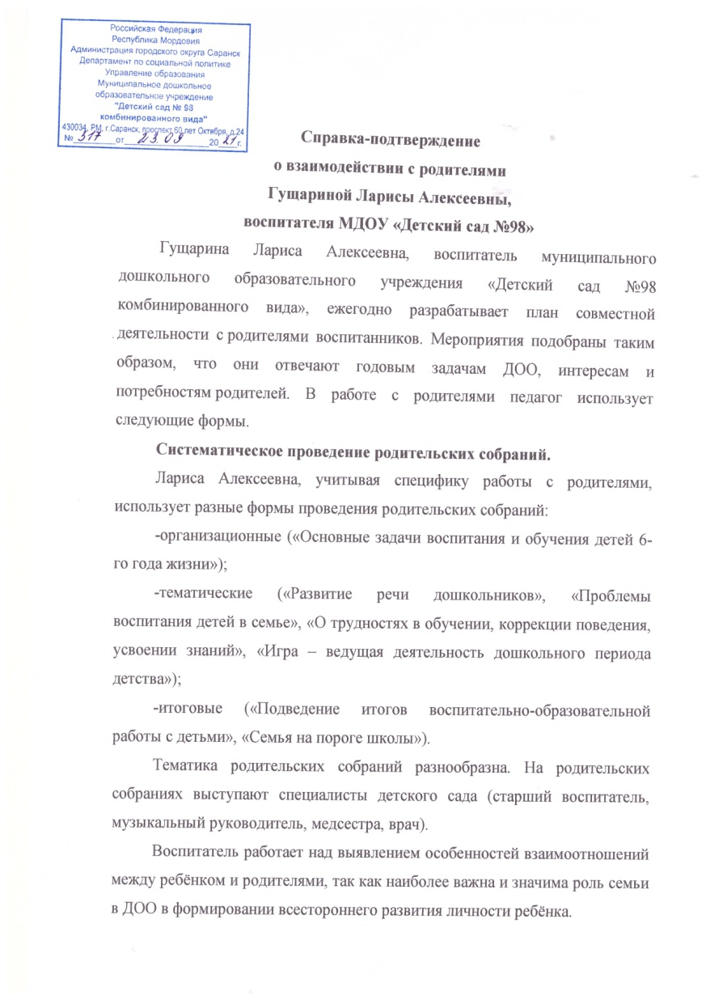 Российская Федерация
Республика Мордовия
Администрация городского округа Саранск
Департамент по социальной политике
Управление образования
Муниципальное дошкольное
образовательное учреждение
"Детский сад № 98
комбинированного вида"
430034, РМ, г.Саранск, проспект 60 лет Октября, д.24
№ 317 от 23.09 2021 г.
Справка-подтверждение
о взаимодействии с родителями
Гущариной Ларисы Алексеевны,
воспитателя МДОУ «Детский сад №98»
Гущарина Лариса Алексеевна, воспитатель муниципального
дошкольного образовательного учреждения «Детский сад №98
комбинированного вида», ежегодно разрабатывает план совместной
деятельности с родителями воспитанников. Мероприятия подобраны таким
образом, что они отвечают годовым задачам ДОО, интересам и
потребностям родителей. В работе с родителями педагог использует
следующие формы.
Систематическое проведение родительских собраний.
Лариса Алексеевна, учитывая специфику работы с родителями,
использует разные формы проведения родительских собраний:
-организационные («Основные задачи воспитания и обучения детей 6-
го года жизни»);
-тематические («Развитие речи дошкольников», «Проблемы
воспитания детей в семье», «О трудностях в обучении, коррекции поведения,
усвоении знаний», «Игра – ведущая деятельность дошкольного периода
детства»);
-итоговые («Подведение итогов воспитательно-образовательной
работы с детьми», «Семья на пороге школы»).
Тематика родительских собраний разнообразна. На родительских
собраниях выступают специалисты детского сада (старший воспитатель,
музыкальный руководитель, медсестра, врач).
Воспитатель работает над выявлением особенностей взаимоотношений
между ребёнком и родителями, так как наиболее важна и значима роль семьи
в ДОО в формировании всестороннего развития личности ребёнка.